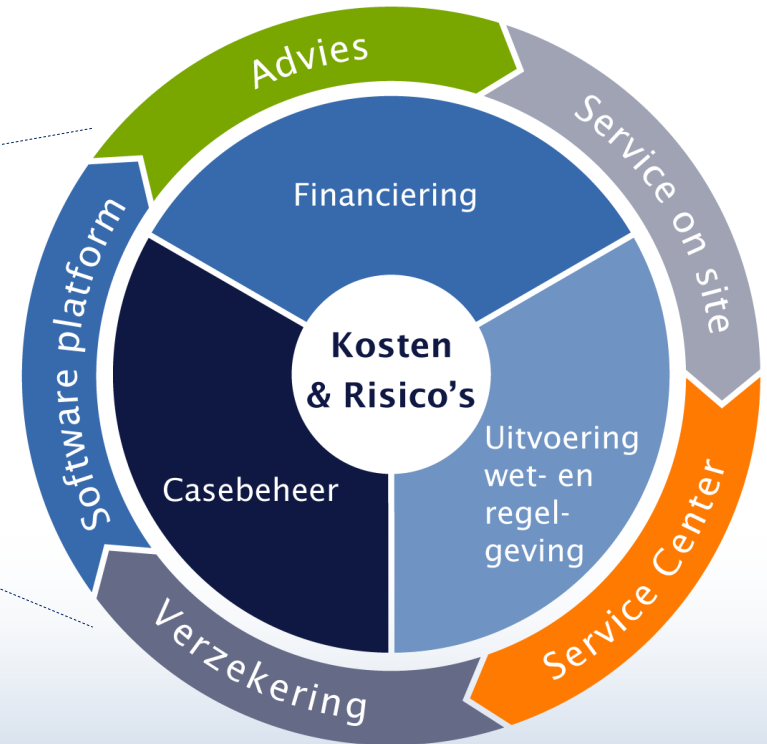 Advies
Service on site
Service Center
Verzekering
Software platform
Financiering
Uitvoering
wet- en
regel-
geving
Casebeheer
Kosten
& Risico's